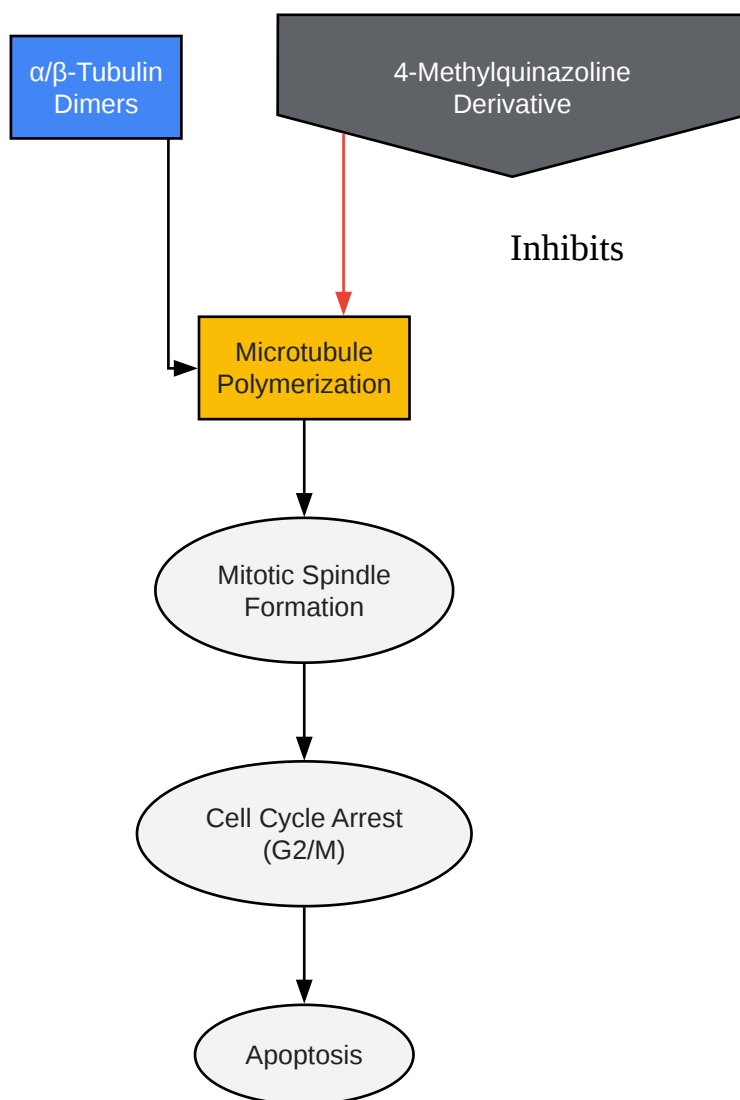 α/β-Tubulin
Dimers
4-Methylquinazoline
Derivative
Inhibits
Microtubule
Polymerization
Mitotic Spindle
Formation
Cell Cycle Arrest
(G2/M)
Apoptosis